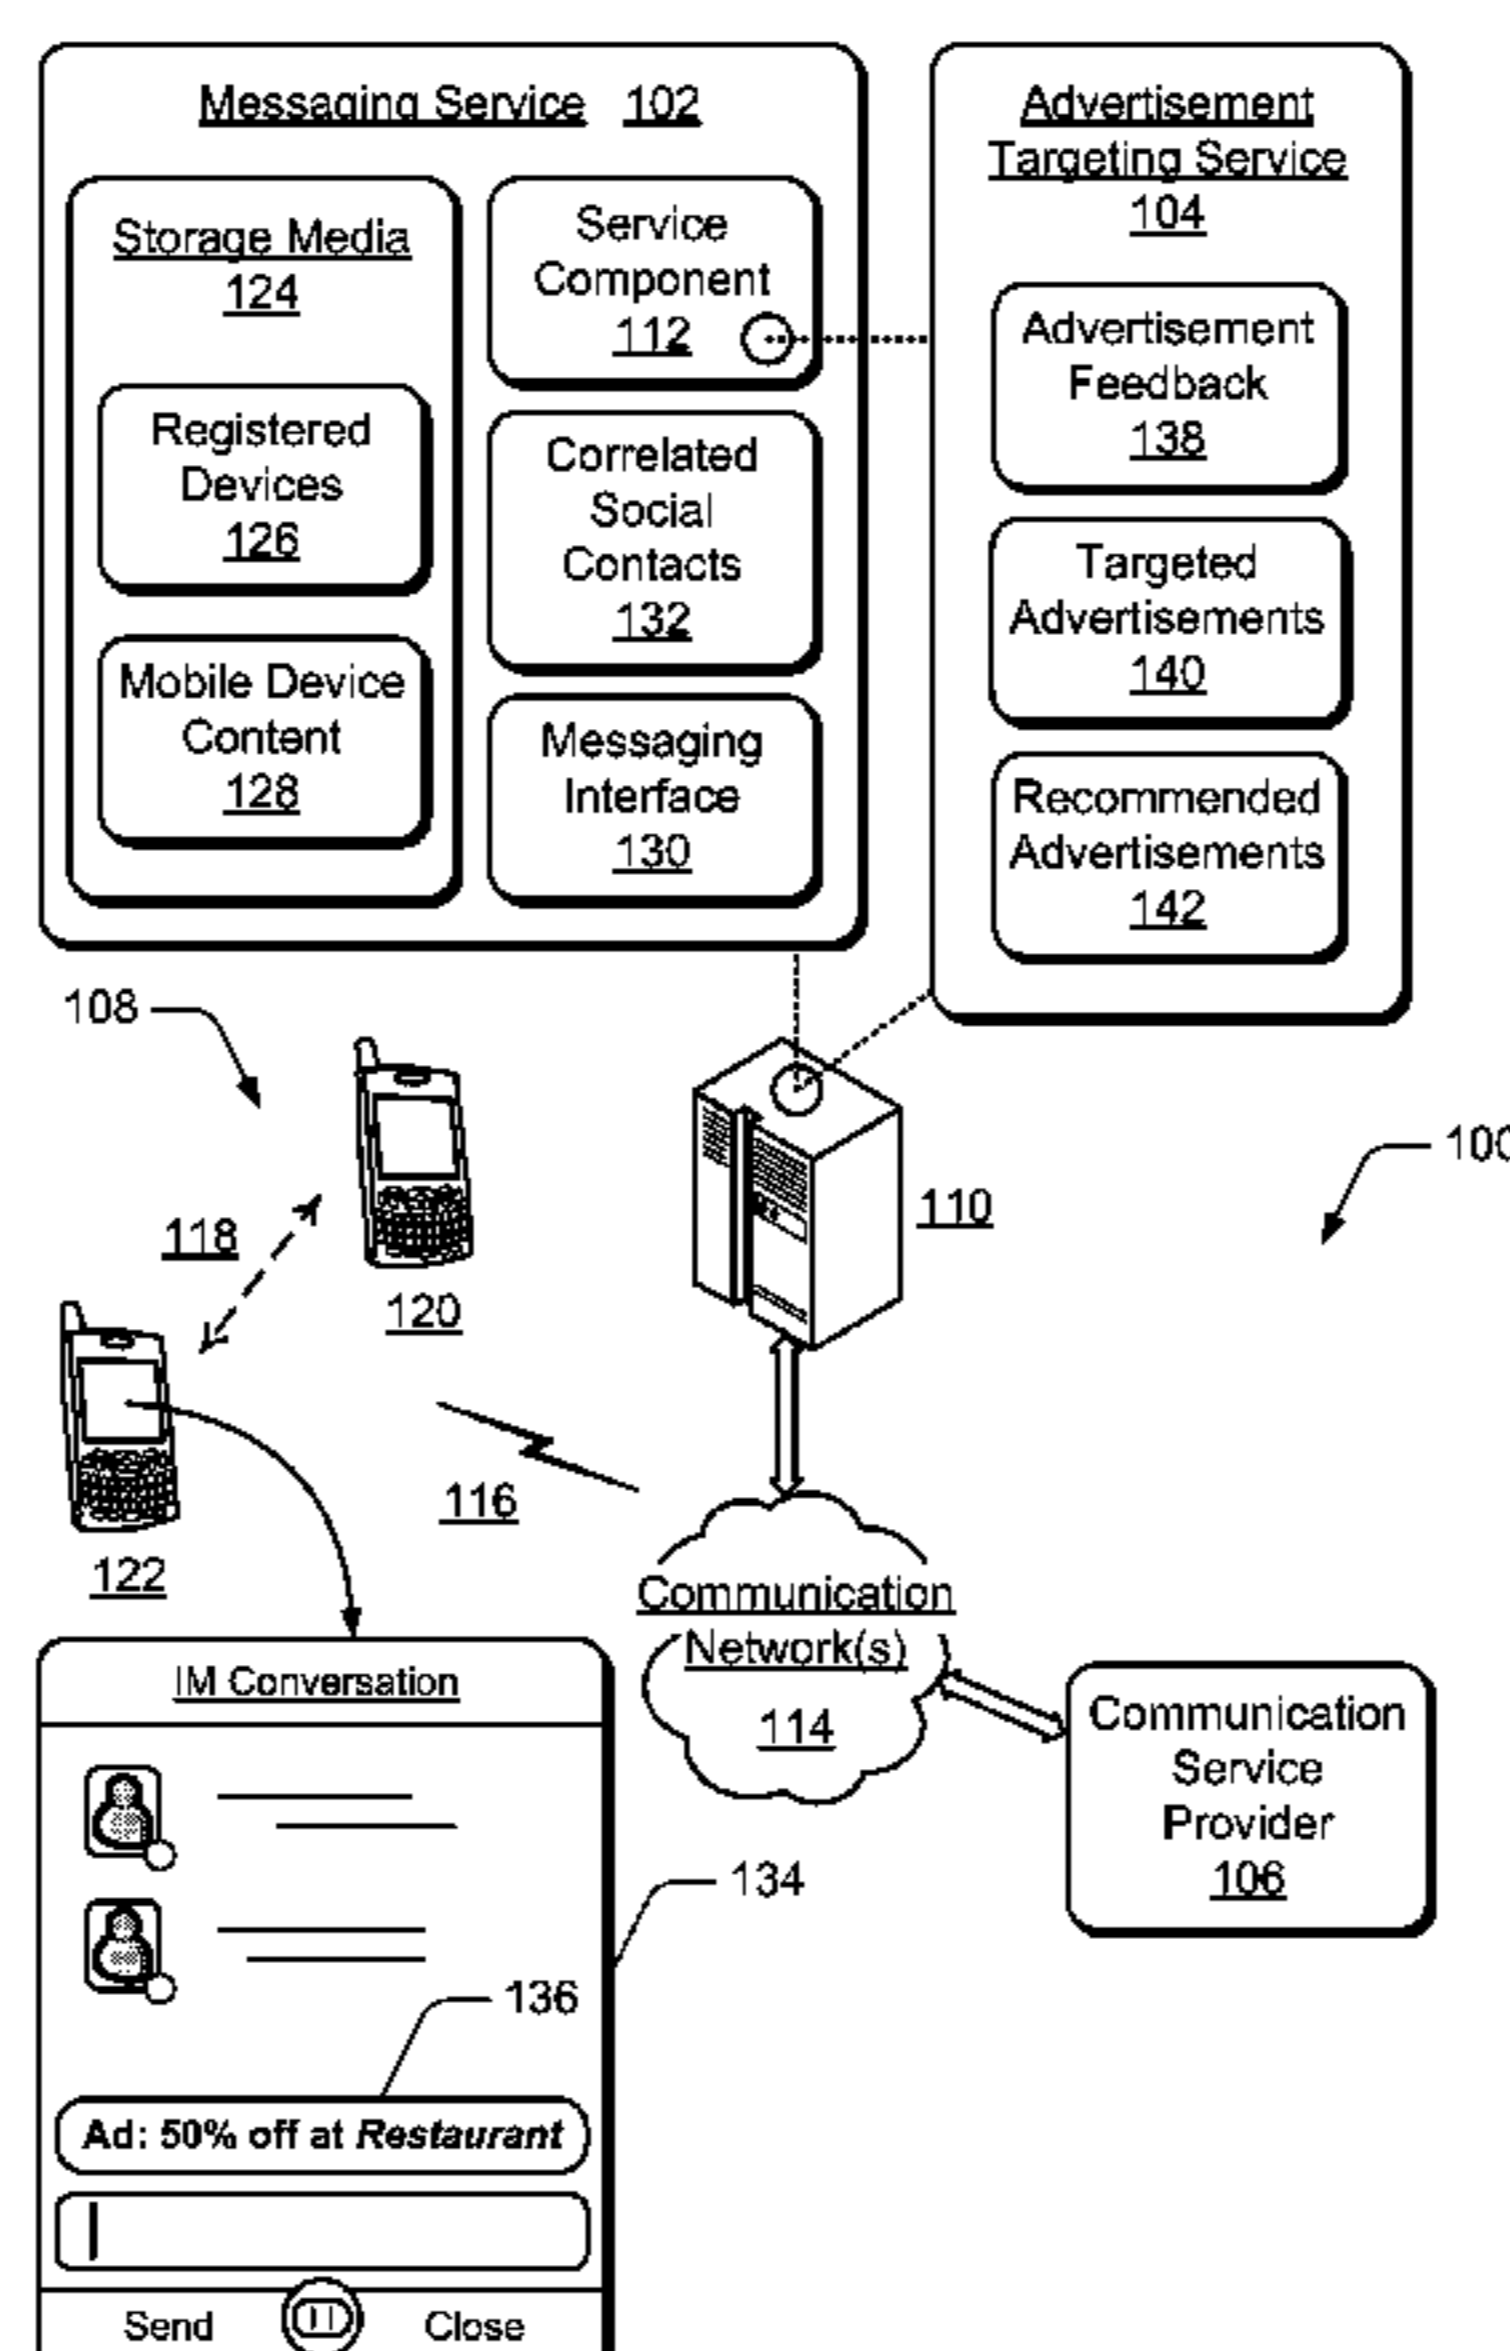 Messaging Service 102
Storage Media
124
Registered
Devices
126
Mobile Device
Content
128
Service
Component
112
Correlated
Social
Contacts
132
Messaging
Interface
130
Advertisement
Targeting Service
104
Advertisement
Feedback
138
Targeted
Advertisements
140
Recommended
Advertisements
142
108
118
120
110
100
122
116
Communication
Network(s)
114
Communication
Service
Provider
106
IM Conversation
134
136
Ad: 50% off at Restaurant
Send
Close